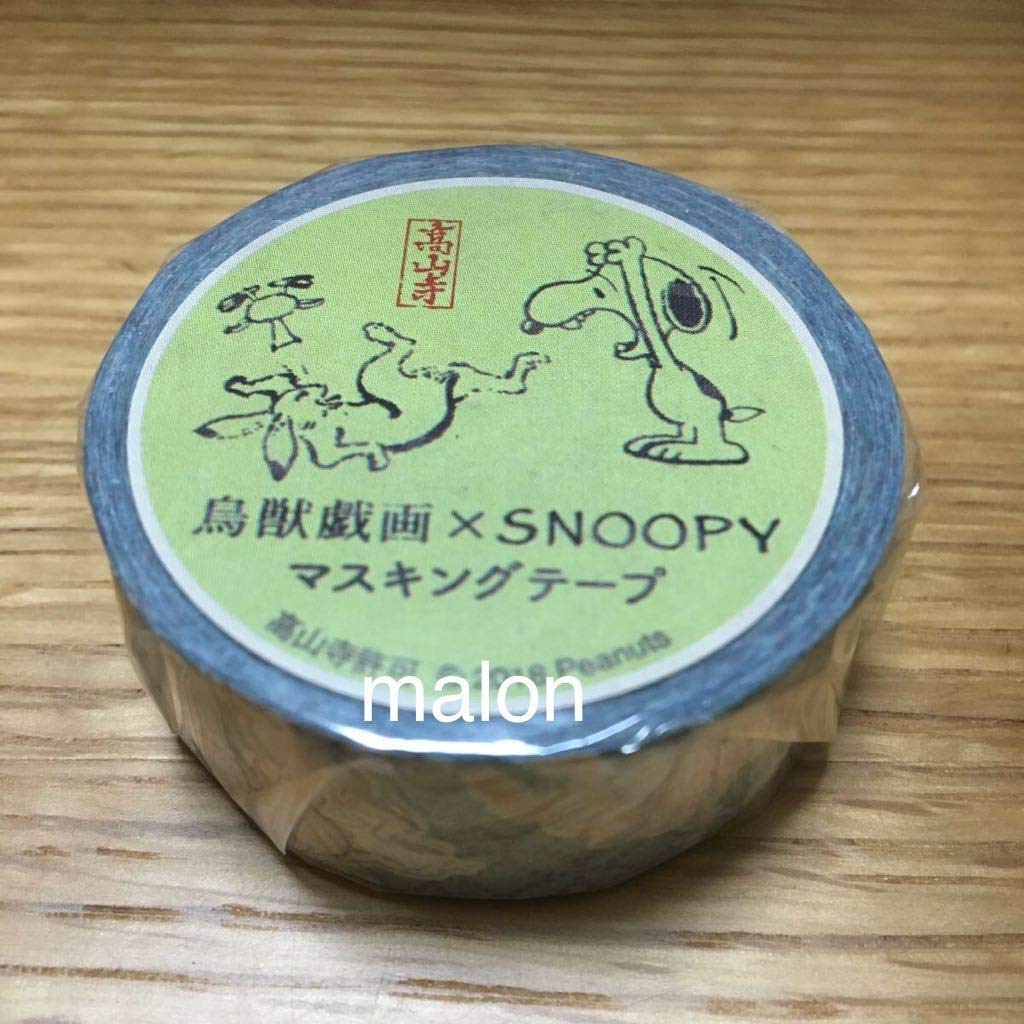 高山寺
鳥獣戯画×SNOOPY
マスキングテープ
高山寺許可 © 2018 Peanuts
malon